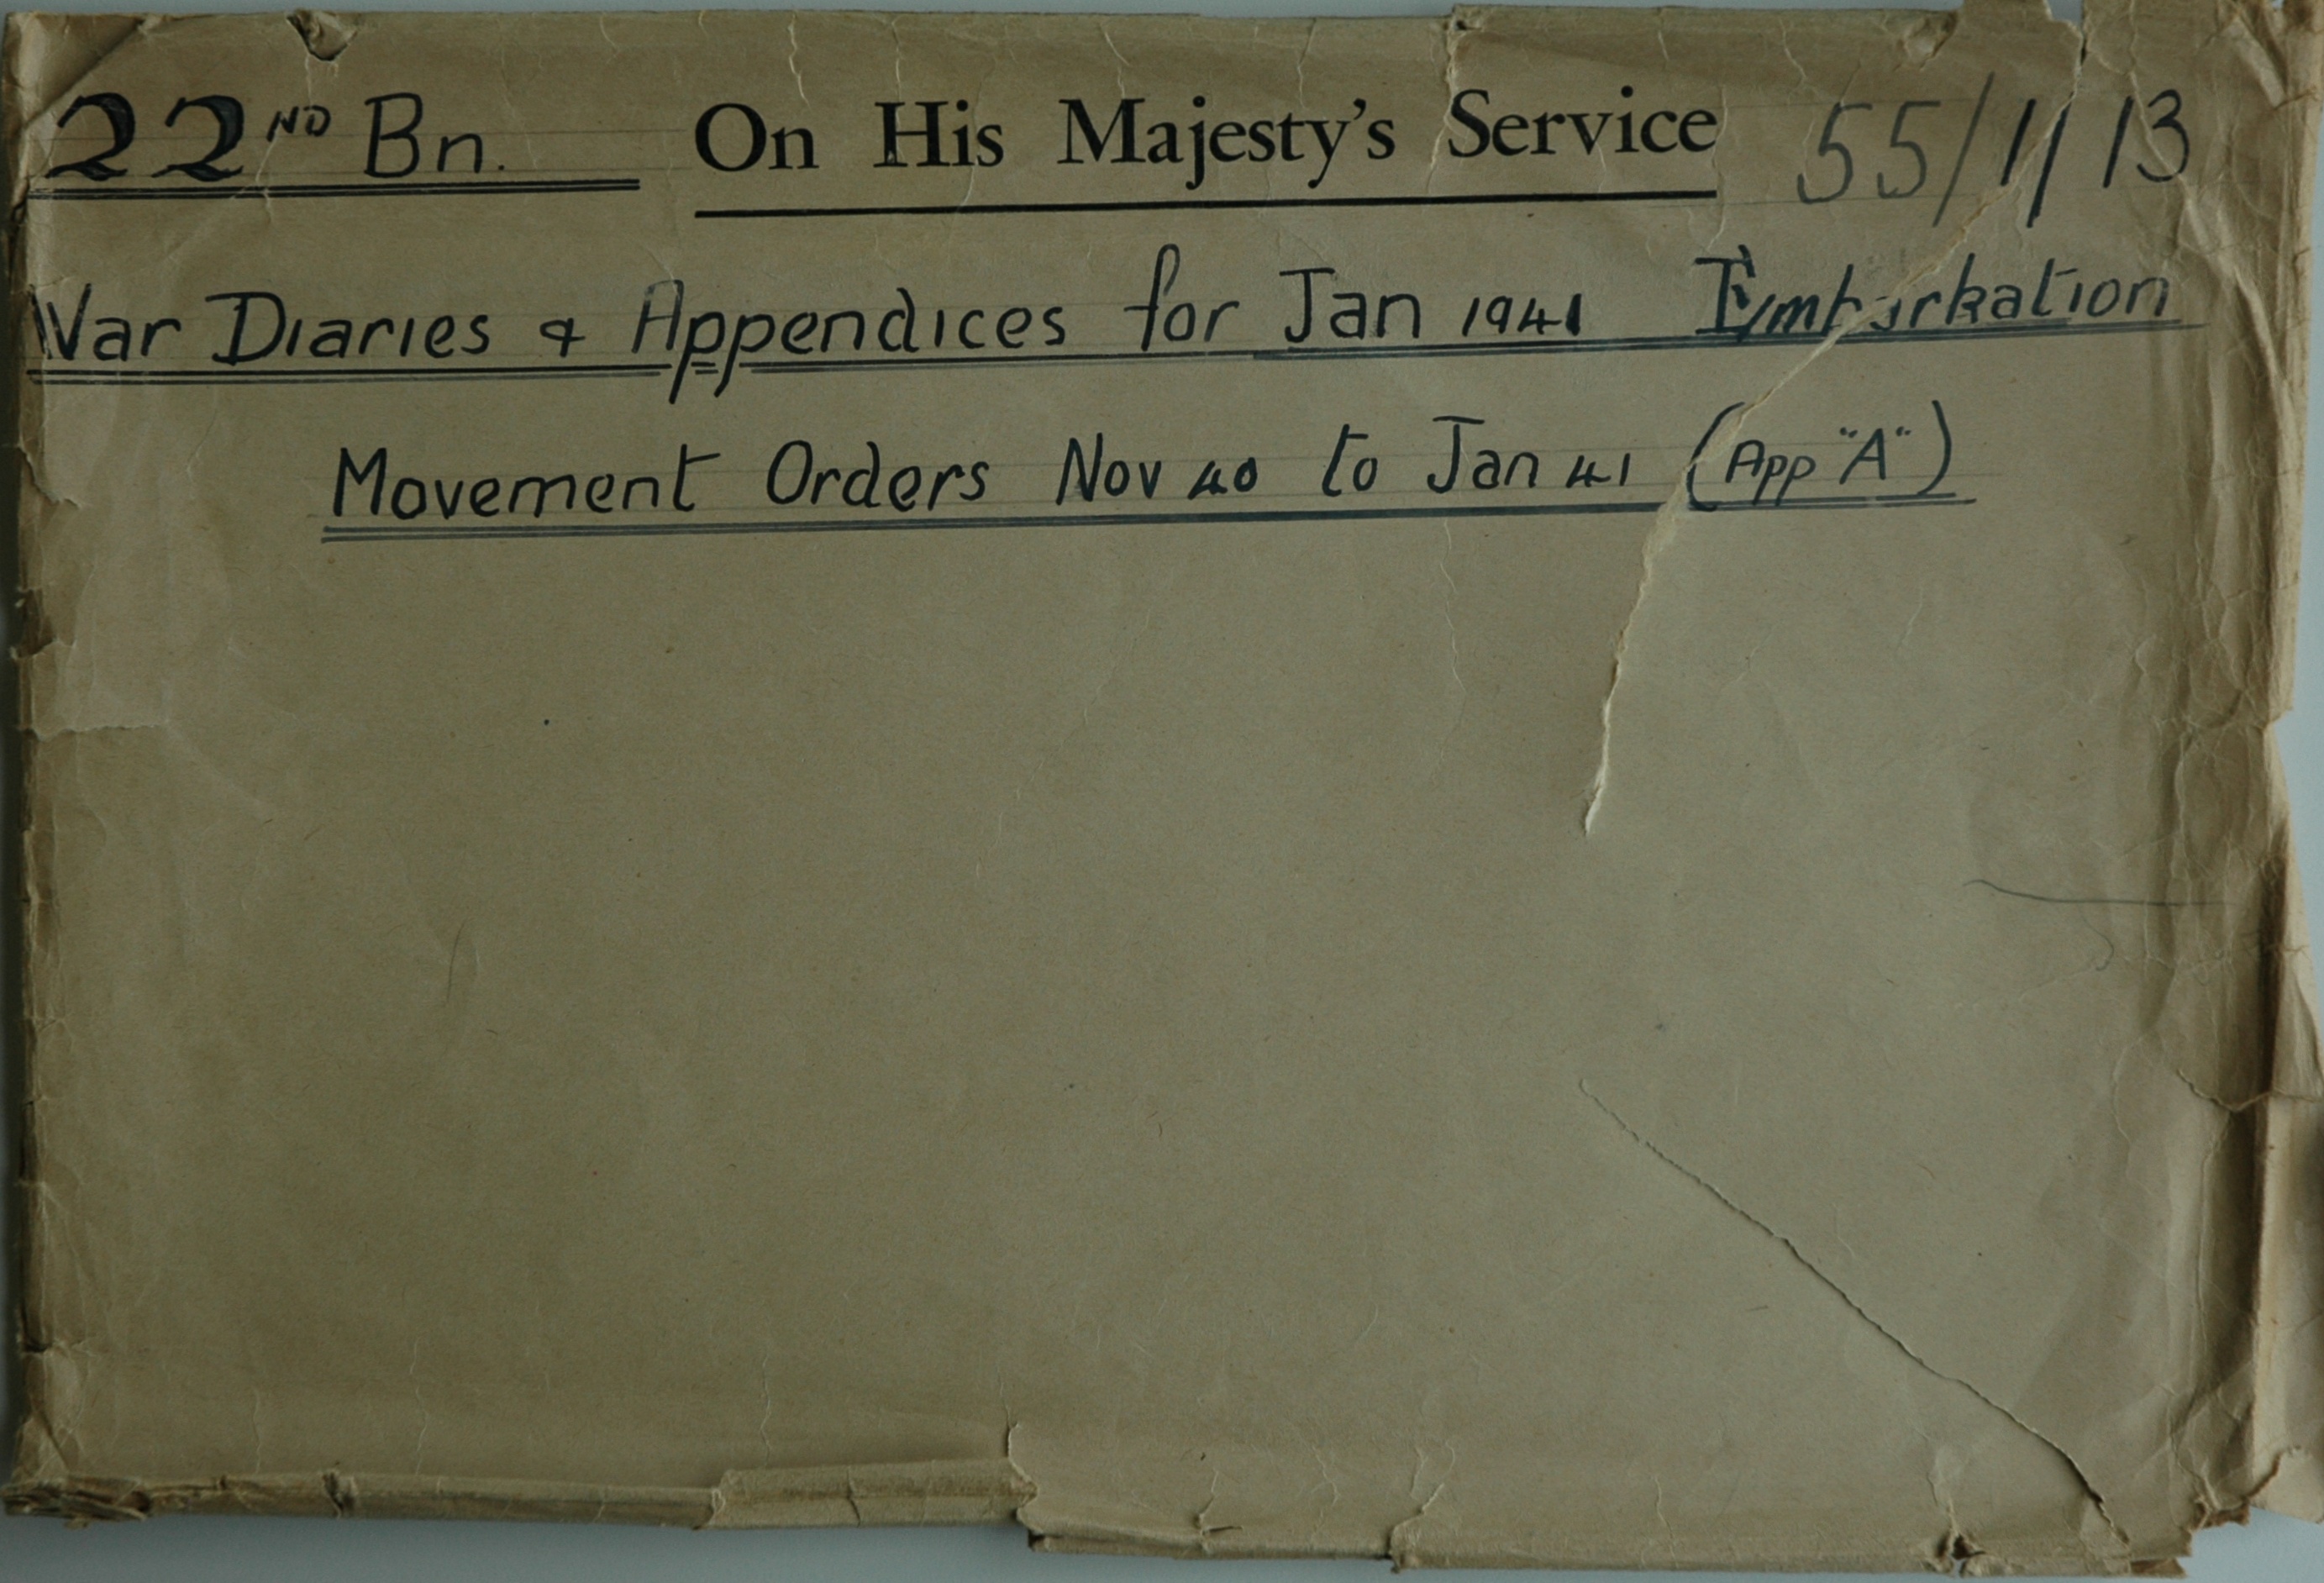 22ND Bn. On His Majesty's Service 55/1/13
War Diaries & Appendices for Jan 1941 Embarkation
Movement Orders Nov 40 to Jan 41 (App "A")